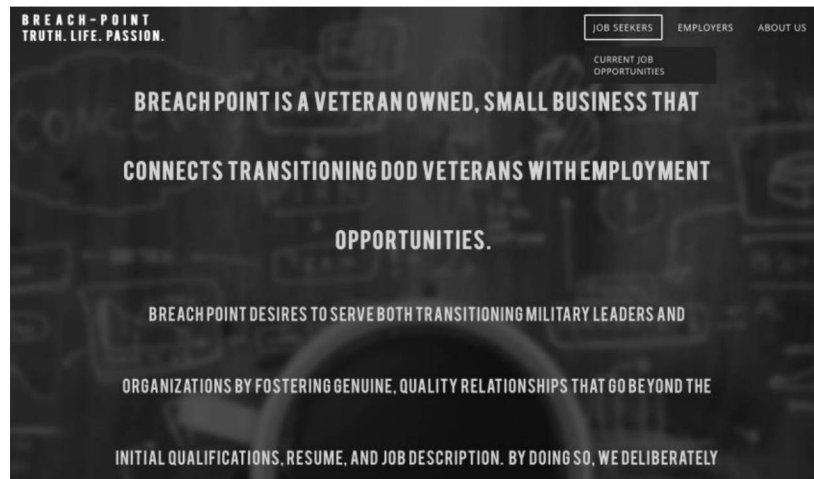 BREACH-POINT
TRUTH. LIFE. PASSION.
JOB SEEKERS
EMPLOYERS
ABOUT US
CURRENT JOB
OPPORTUNITIES
BREACH POINT IS A VETERAN OWNED, SMALL BUSINESS THAT
CONNECTS TRANSITIONING DOD VETERANS WITH EMPLOYMENT
OPPORTUNITIES.
BREACH POINT DESIRES TO SERVE BOTH TRANSITIONING MILITARY LEADERS AND
ORGANIZATIONS BY FOSTERING GENUINE, QUALITY RELATIONSHIPS THAT GO BEYOND THE
INITIAL QUALIFICATIONS, RESUME, AND JOB DESCRIPTION. BY DOING SO, WE DELIBERATELY